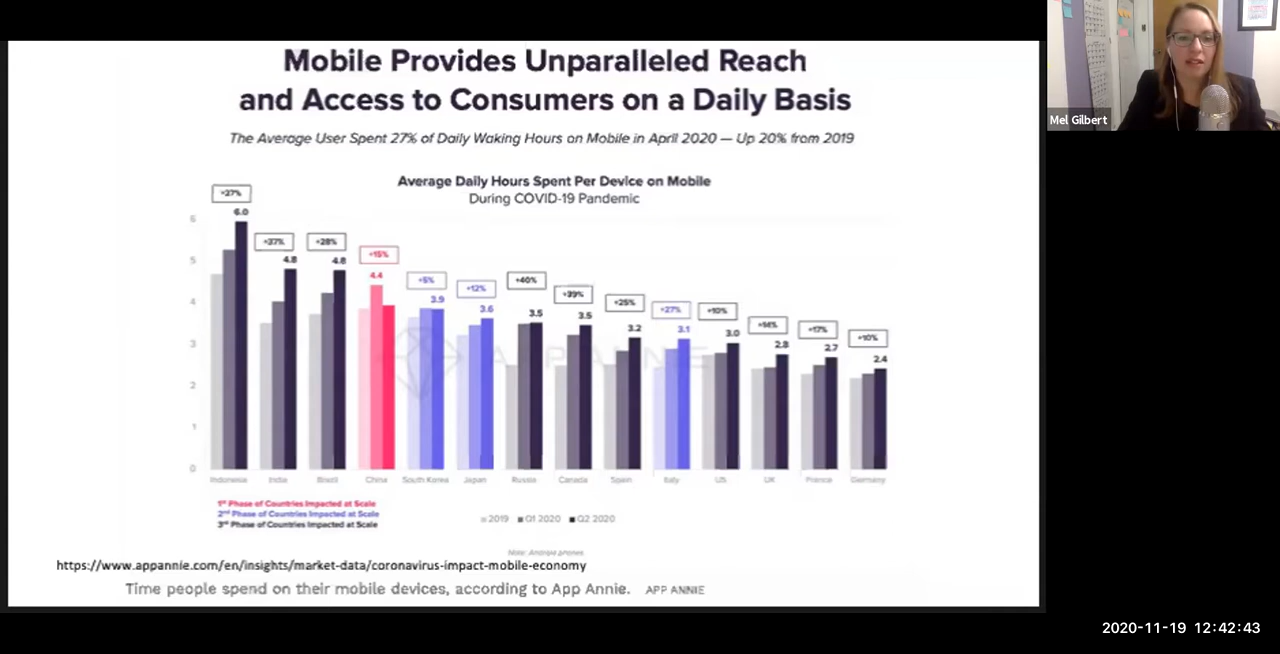 Mobile Provides Unparalleled Reach
and Access to Consumers on a Daily Basis
The Average User Spent 27% of Daily Waking Hours on Mobile in April 2020 — Up 20% from 2019
Average Daily Hours Spent Per Device on Mobile
During COVID-19 Pandemic
+27% +37% +28% +15% +5% +12% +40% +39% +25% +27% +10% +14% +17% +10%
6.0 4.8 4.8 4.4 3.9 3.6 3.5 3.5 3.2 3.1 3.0 2.8 2.7 2.4
6
5
4
3
2
1
0
APP ANNIE
Indonesia India Brazil China South Korea Japan Russia Canada Spain Italy US UK France Germany
1st Phase of Countries Impacted at Scale
2nd Phase of Countries Impacted at Scale
3rd Phase of Countries Impacted at Scale
2019 Q1 2020 Q2 2020
Note: Android phones
https://www.appannie.com/en/insights/market-data/coronavirus-impact-mobile-economy
Time people spend on their mobile devices, according to App Annie. APP ANNIE
Mel Gilbert
2020-11-19 12:42:43